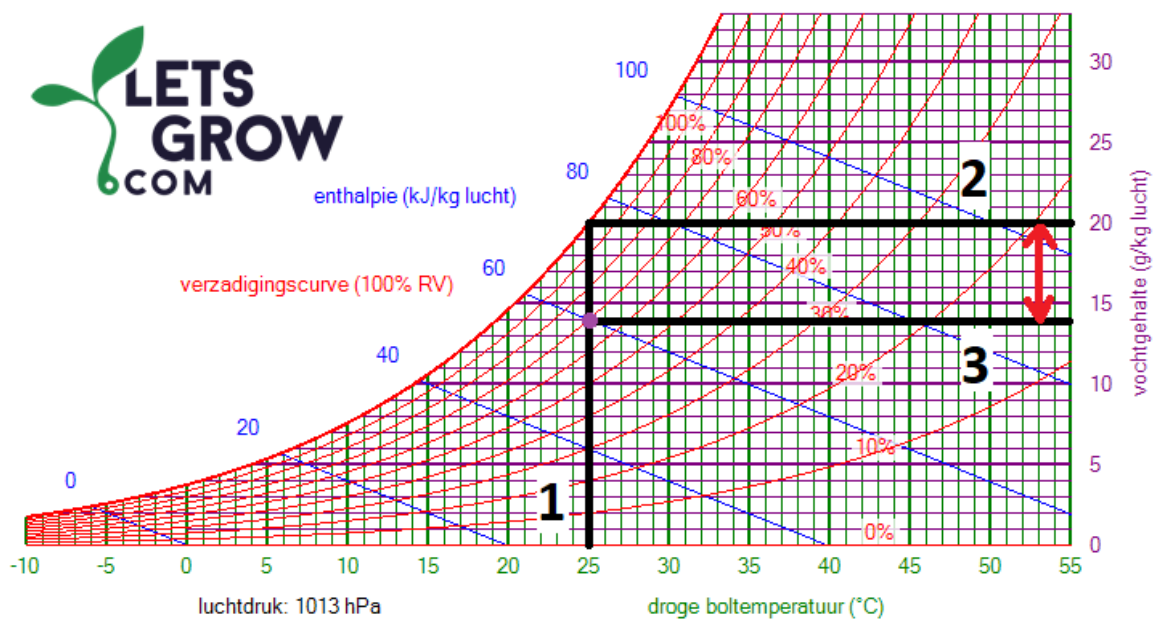 LETS
GROW
COM
enthalpie (kJ/kg lucht)
verzadigingscurve (100% RV)
100
80
60
40
20
0
100%
80%
60%
50%
40%
30%
20%
10%
0%
1
2
3
30
25
20
15
10
5
0
vochtgehalte (g/kg lucht)
-10 -5 0 5 10 15 20 25 30 35 40 45 50 55
luchtdruk: 1013 hPa
droge boltemperatuur (°C)